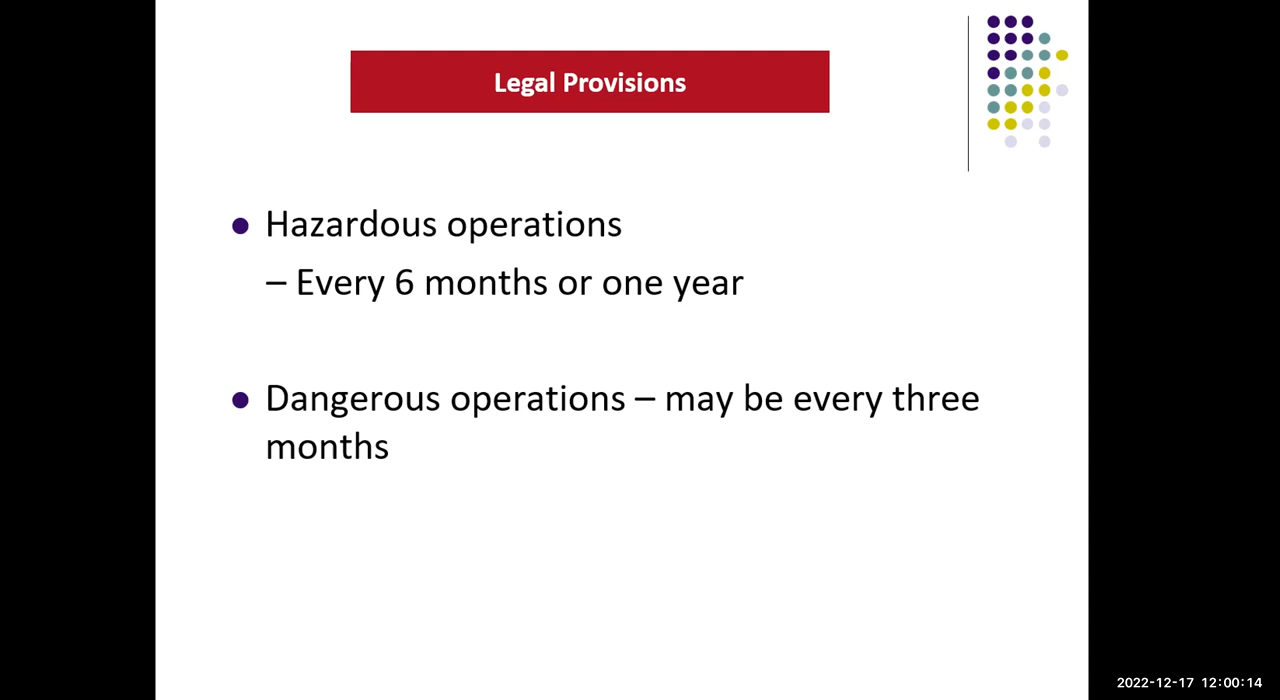 Legal Provisions
● Hazardous operations
– Every 6 months or one year
● Dangerous operations – may be every three
months
2022-12-17 12:00:14